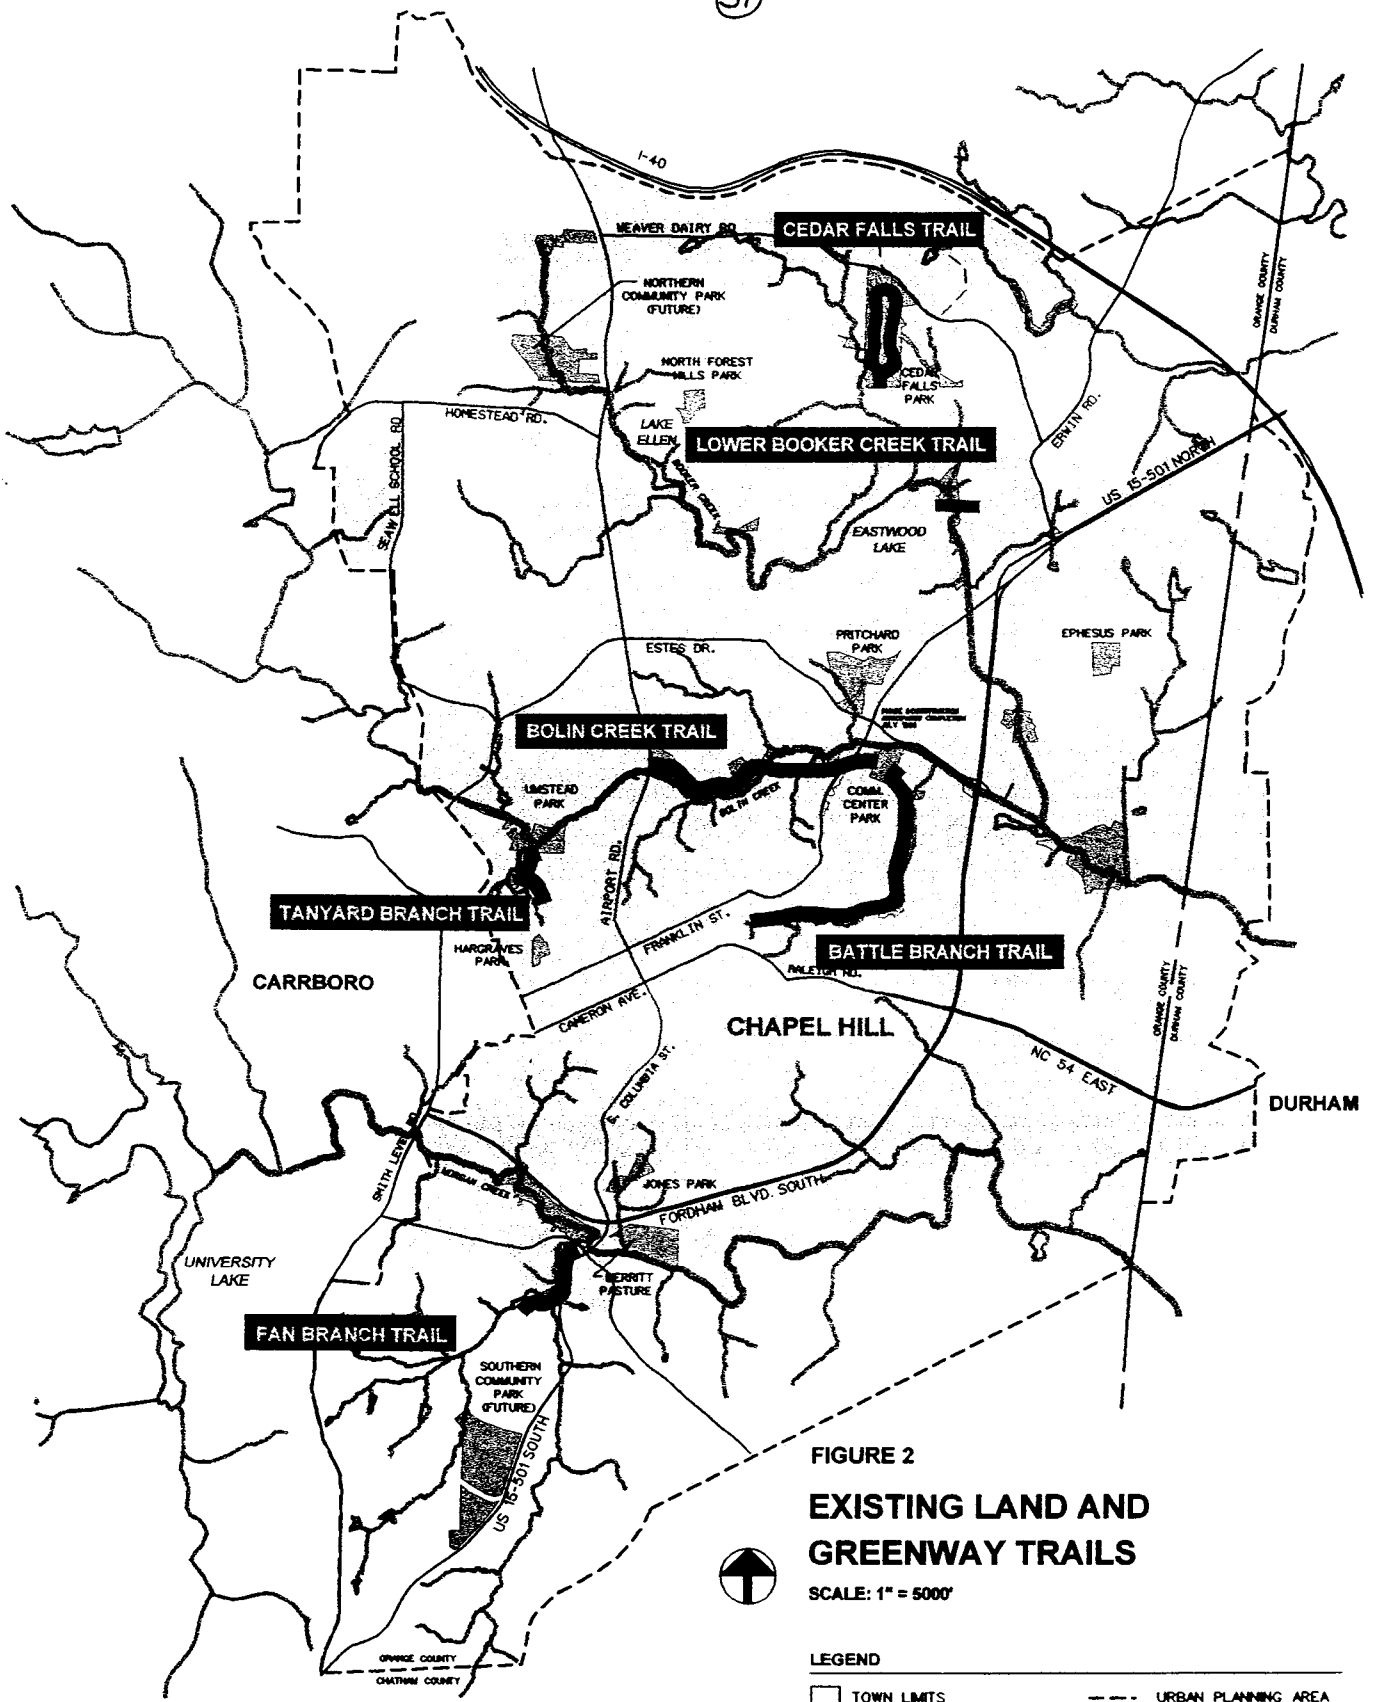 I-40
WEAVER DAIRY RD
CEDAR FALLS TRAIL
NORTHERN
COMMUNITY PARK
(FUTURE)
ORANGE COUNTY
DURHAM COUNTY
NORTH FOREST
HILLS PARK
CEDAR
FALLS
PARK
HOMESTEAD RD.
LAKE
ELLEN
LOWER BOOKER CREEK TRAIL
ERWIN RD.
US 15-501 NORTH
SEAWELL SCHOOL RD
BOOKER CREEK
EASTWOOD
LAKE
PRITCHARD
PARK
EPHESUS PARK
ESTES DR.
BOLIN CREEK TRAIL
UMSTEAD
PARK
BOLIN CREEK
COMM.
CENTER
PARK
AIRPORT RD.
TANYARD BRANCH TRAIL
FRANKLIN ST.
HARGRAVES
PARK
BATTLE BRANCH TRAIL
RALEIGH RD.
CARRBORO
CAMERON AVE.
CHAPEL HILL
ORANGE COUNTY
DURHAM COUNTY
NC 54 EAST
E. COLUMBIA ST.
DURHAM
SMITH LEVEL RD.
MORGAN CREEK
JONES PARK
FORDHAM BLVD. SOUTH
UNIVERSITY
LAKE
MERRITT
PASTURE
FAN BRANCH TRAIL
SOUTHERN
COMMUNITY
PARK
(FUTURE)
US 15-501 SOUTH
FIGURE 2
EXISTING LAND AND
GREENWAY TRAILS
SCALE: 1" = 5000'
ORANGE COUNTY
CHATHAM COUNTY
LEGEND
TOWN LIMITS
URBAN PLANNING AREA